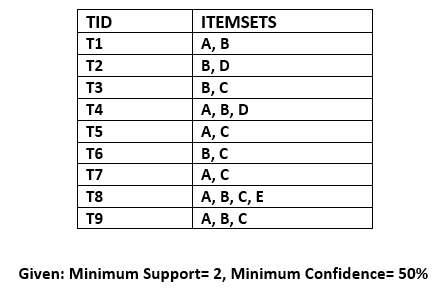 TID ITEMSETS
T1 A, B
T2 B, D
T3 B, C
T4 A, B, D
T5 A, C
T6 B, C
T7 A, C
T8 A, B, C, E
T9 A, B, C
Given: Minimum Support= 2, Minimum Confidence= 50%